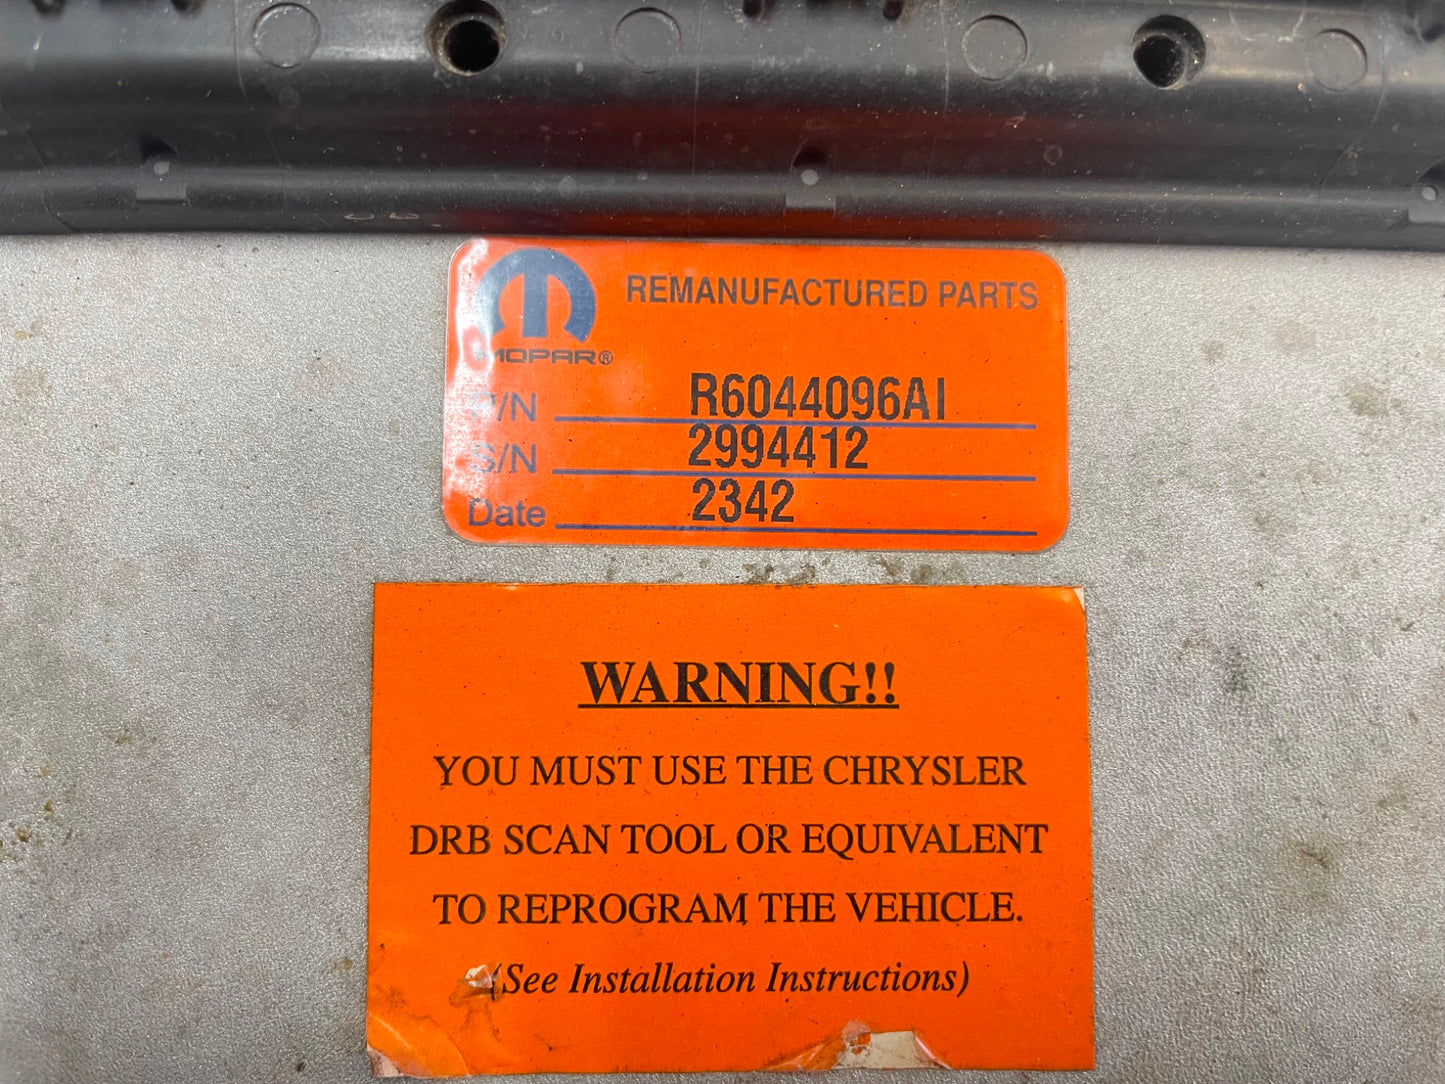 REMANUFACTURED PARTS
MOPAR®
P/N R6044096AI
S/N 2994412
Date 2342
WARNING!!
YOU MUST USE THE CHRYSLER
DRB SCAN TOOL OR EQUIVALENT
TO REPROGRAM THE VEHICLE.
(See Installation Instructions)